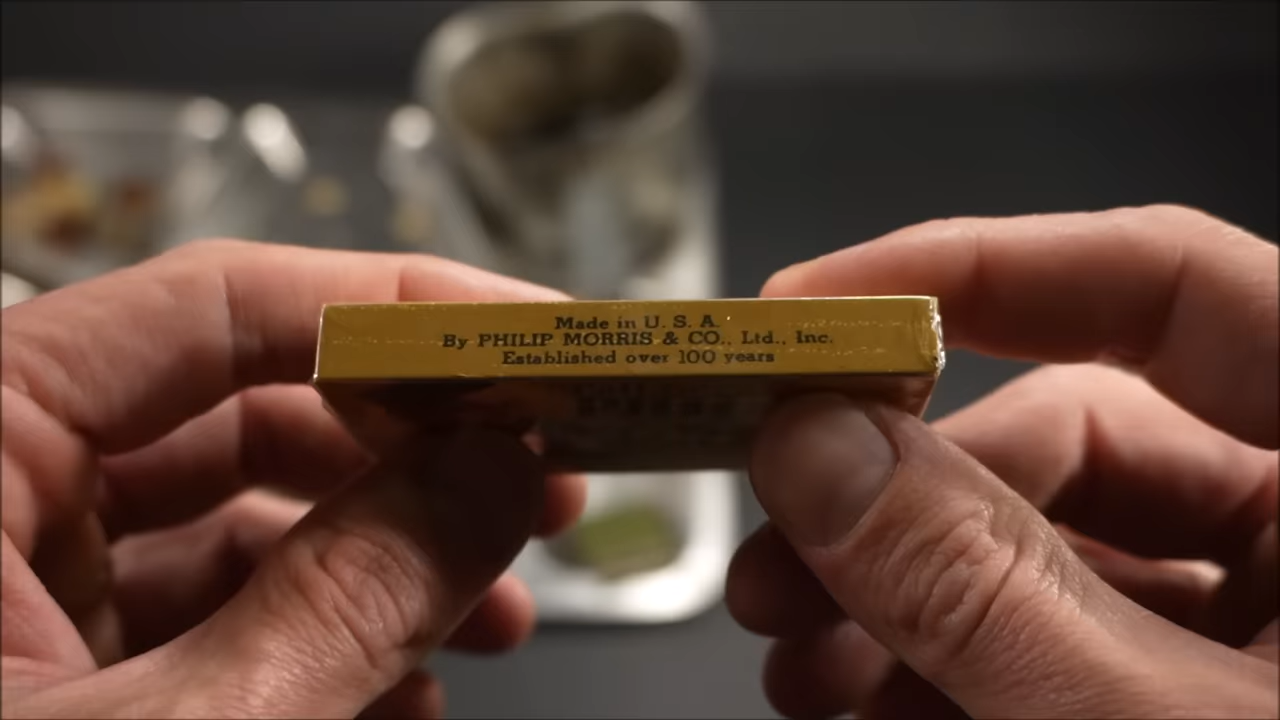 Made in U. S. A.
By PHILIP MORRIS & CO., Ltd., Inc.
Established over 100 years